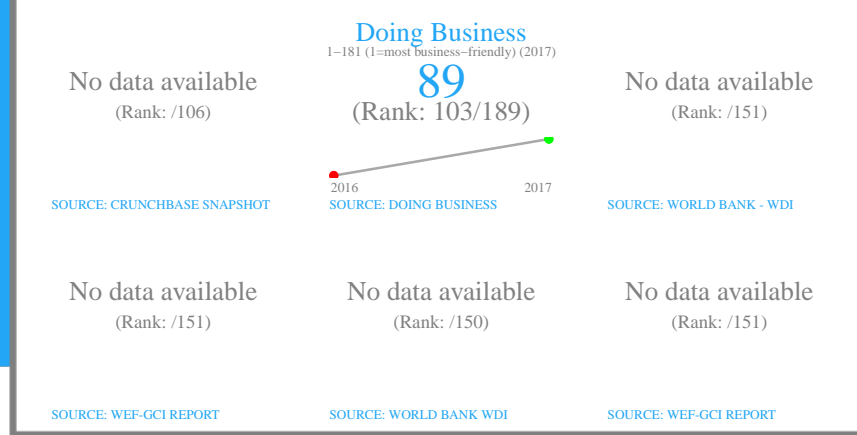 Doing Business
1−181 (1=most business−friendly) (2017)
No data available
(Rank: /106)
89
(Rank: 103/189)
No data available
(Rank: /151)
2016
2017
SOURCE: CRUNCHBASE SNAPSHOT
SOURCE: DOING BUSINESS
SOURCE: WORLD BANK - WDI
No data available
(Rank: /151)
No data available
(Rank: /150)
No data available
(Rank: /151)
SOURCE: WEF-GCI REPORT
SOURCE: WORLD BANK WDI
SOURCE: WEF-GCI REPORT